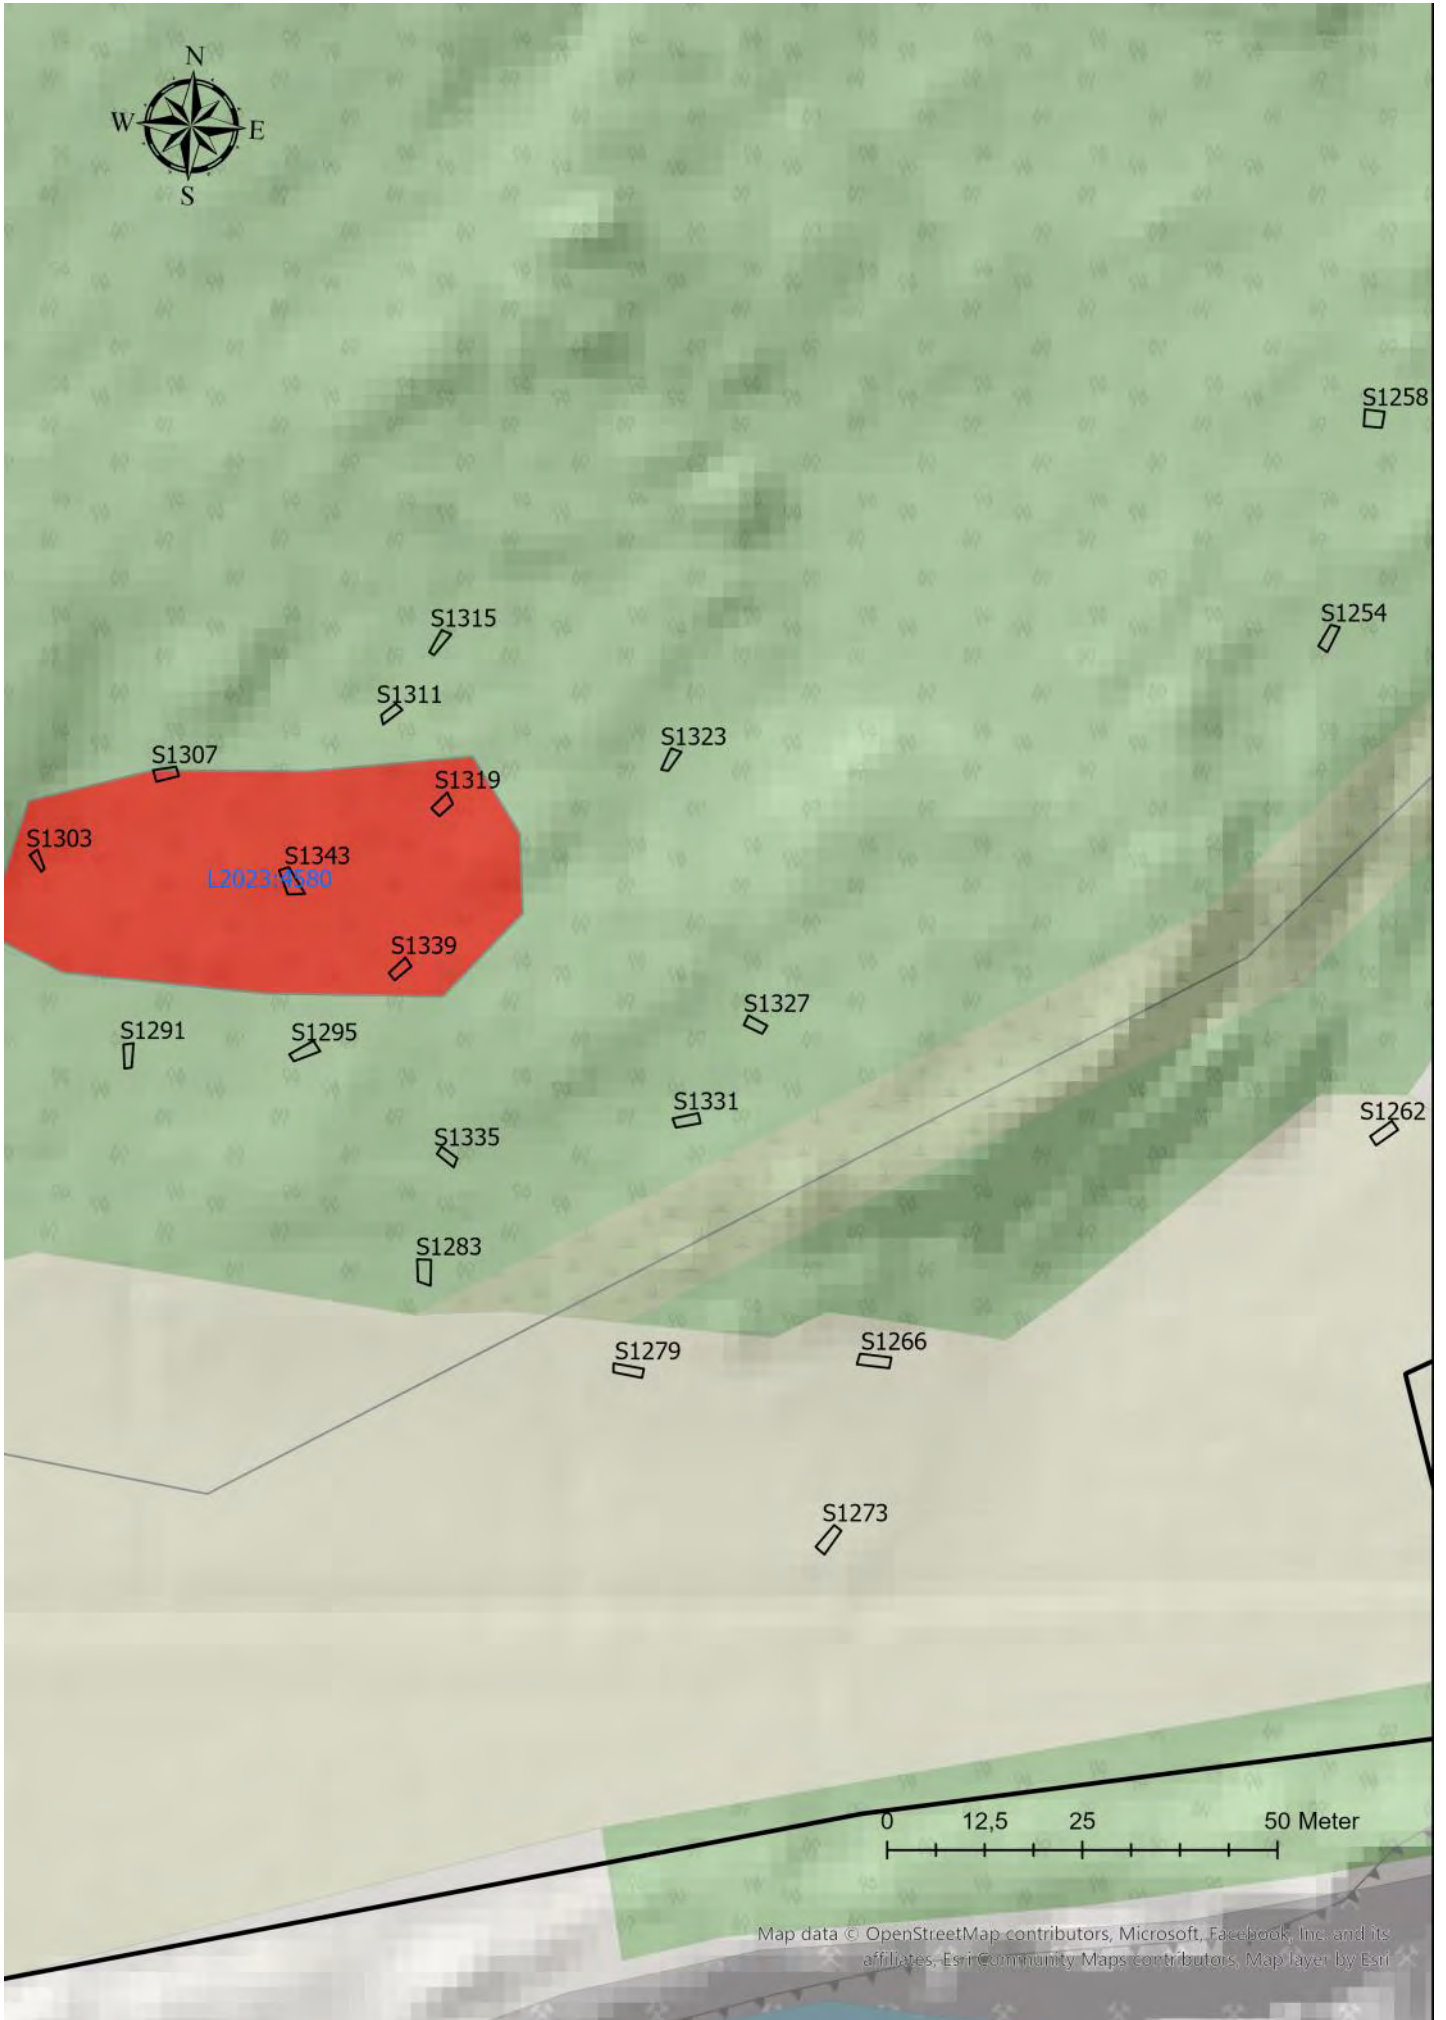 N
W E
S
S1258
S1254
S1315
S1311
S1323
S1307
S1319
S1303
S1343
L2023:4580
S1339
S1327
S1291
S1295
S1331
S1262
S1335
S1283
S1279
S1266
S1273
0 12,5 25 50 Meter
Map data © OpenStreetMap contributors, Microsoft, Facebook, Inc. and its
affiliates, Esri Community Maps contributors, Map layer by Esri